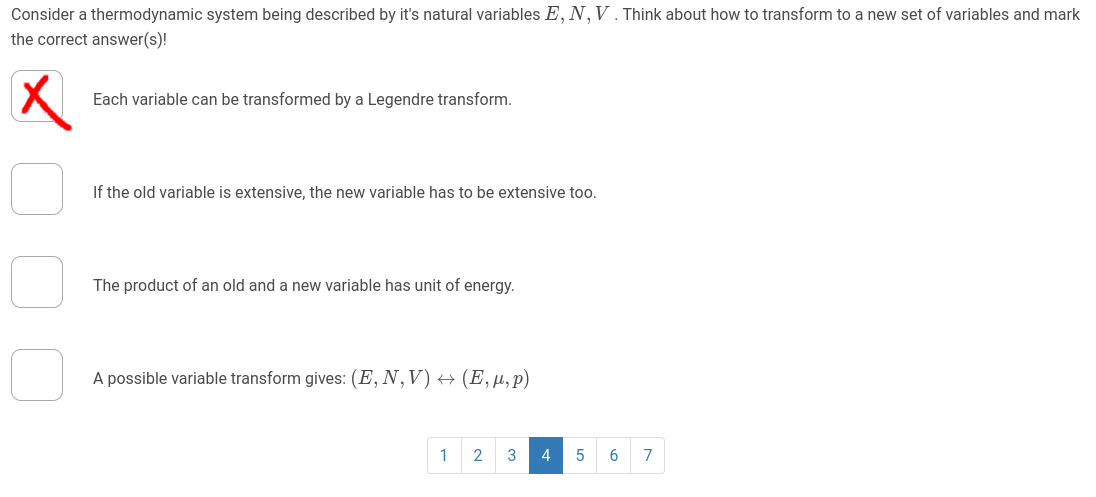 Consider a thermodynamic system being described by it's natural variables E, N, V . Think about how to transform to a new set of variables and mark
the correct answer(s)!
Each variable can be transformed by a Legendre transform.
If the old variable is extensive, the new variable has to be extensive too.
The product of an old and a new variable has unit of energy.
A possible variable transform gives: (E, N, V) ↔ (E, μ, p)
1 2 3 4 5 6 7